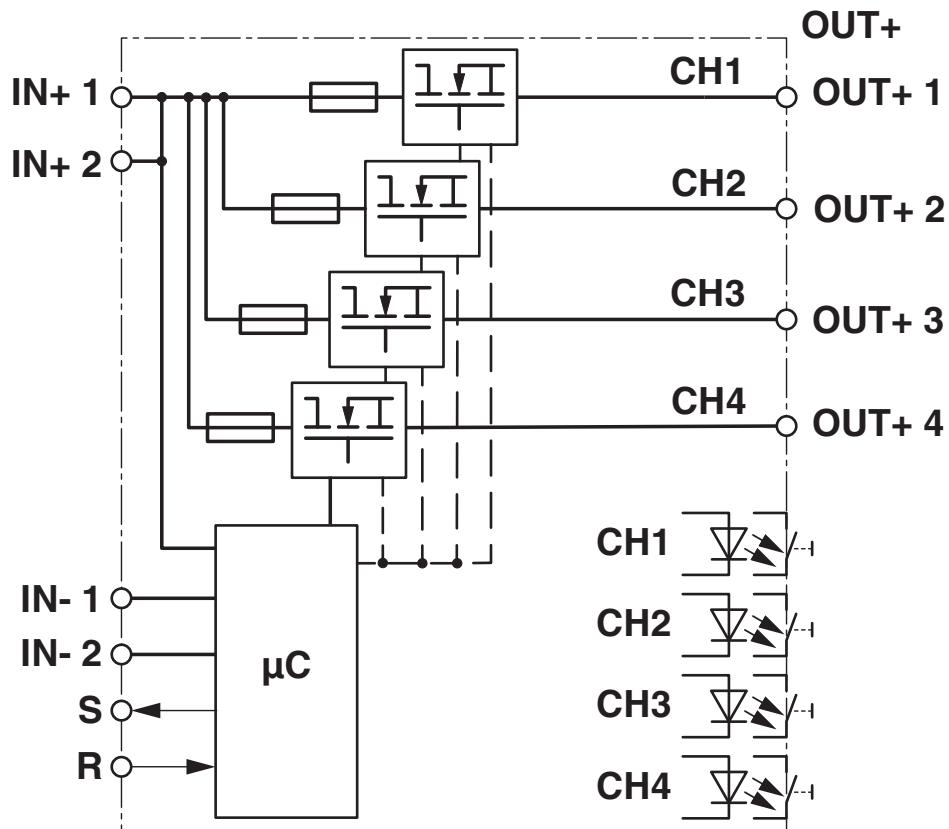 OUT+
IN+ 1
CH1
OUT+ 1
IN+ 2
CH2
OUT+ 2
CH3
OUT+ 3
CH4
OUT+ 4
CH1
IN- 1
CH2
IN- 2
µC
S
CH3
R
CH4